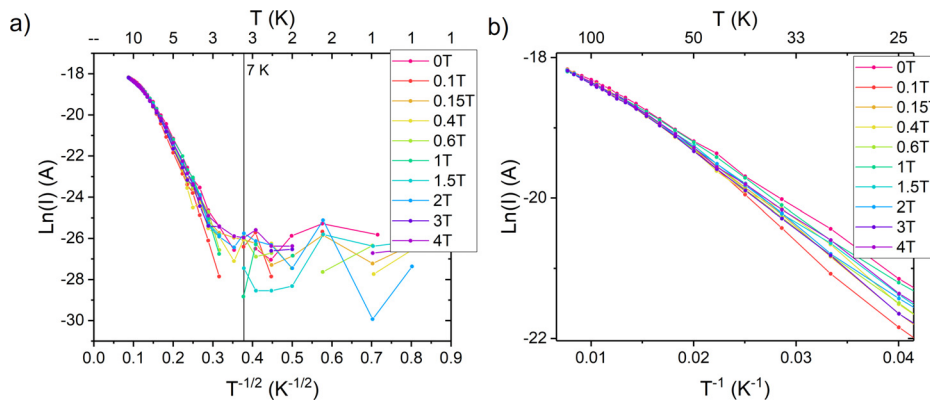 a)
T (K)
-- 10 5 3 3 2 2 1 1 1
7 K
Ln(I) (A)
-18
-20
-22
-24
-26
-28
-30
0T
0.1T
0.15T
0.4T
0.6T
1T
1.5T
2T
3T
4T
0.0 0.1 0.2 0.3 0.4 0.5 0.6 0.7 0.8 0.9
T-1/2 (K-1/2)
b)
T (K)
100 50 33 25
Ln(I) (A)
-18
-20
-22
0T
0.1T
0.15T
0.4T
0.6T
1T
1.5T
2T
3T
4T
0.01 0.02 0.03 0.04
T-1 (K-1)